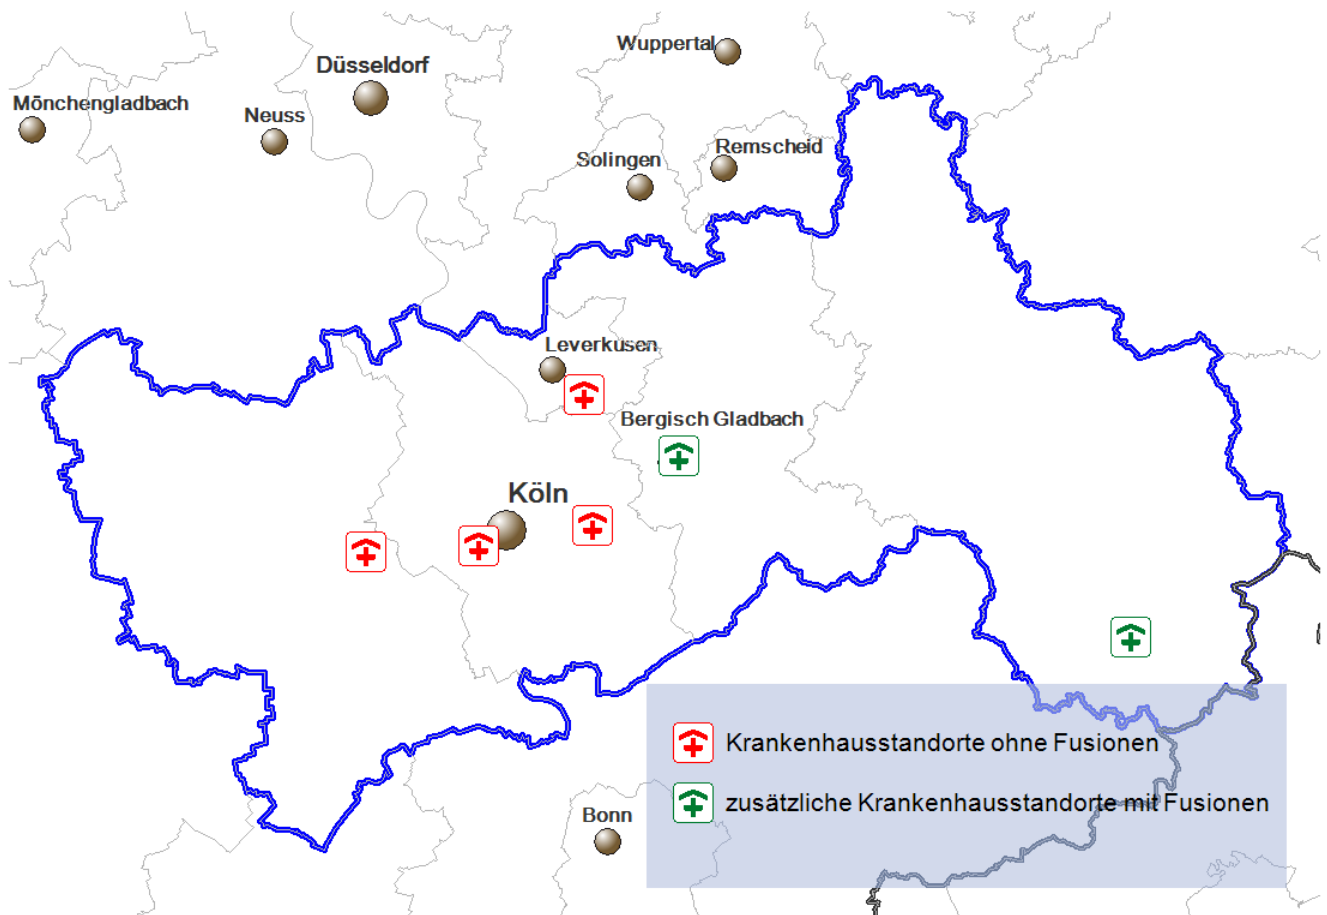 Wuppertal
Düsseldorf
Mönchengladbach
Neuss
Remscheid
Solingen
Leverkusen
Bergisch Gladbach
Köln
Krankenhausstandorte ohne Fusionen
zusätzliche Krankenhausstandorte mit Fusionen
Bonn